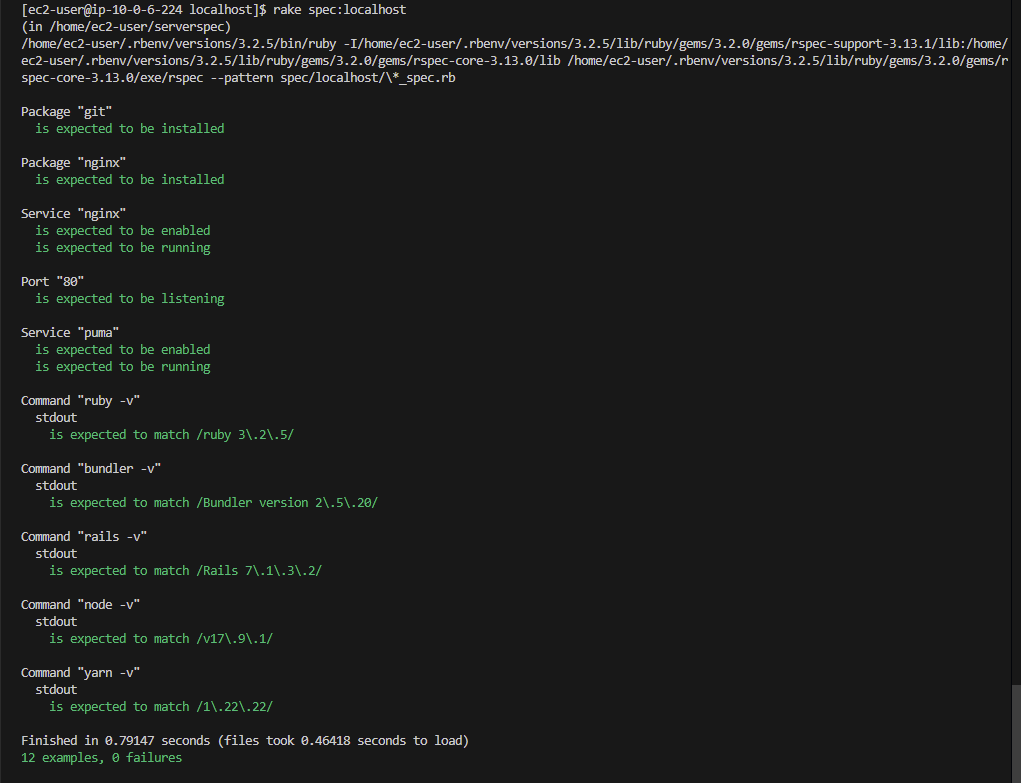 [ec2-user@ip-10-0-6-224 localhost]$ rake spec:localhost
(in /home/ec2-user/serverspec)
/home/ec2-user/.rbenv/versions/3.2.5/bin/ruby -I/home/ec2-user/.rbenv/versions/3.2.5/lib/ruby/gems/3.2.0/gems/rspec-support-3.13.1/lib:/home/
ec2-user/.rbenv/versions/3.2.5/lib/ruby/gems/3.2.0/gems/rspec-core-3.13.0/lib /home/ec2-user/.rbenv/versions/3.2.5/lib/ruby/gems/3.2.0/gems/r
spec-core-3.13.0/exe/rspec --pattern spec/localhost/\*_spec.rb
Package "git"
is expected to be installed
Package "nginx"
is expected to be installed
Service "nginx"
is expected to be enabled
is expected to be running
Port "80"
is expected to be listening
Service "puma"
is expected to be enabled
is expected to be running
Command "ruby -v"
stdout
is expected to match /ruby 3\.2\.5/
Command "bundler -v"
stdout
is expected to match /Bundler version 2\.5\.20/
Command "rails -v"
stdout
is expected to match /Rails 7\.1\.3\.2/
Command "node -v"
stdout
is expected to match /v17\.9\.1/
Command "yarn -v"
stdout
is expected to match /1\.22\.22/
Finished in 0.79147 seconds (files took 0.46418 seconds to load)
12 examples, 0 failures